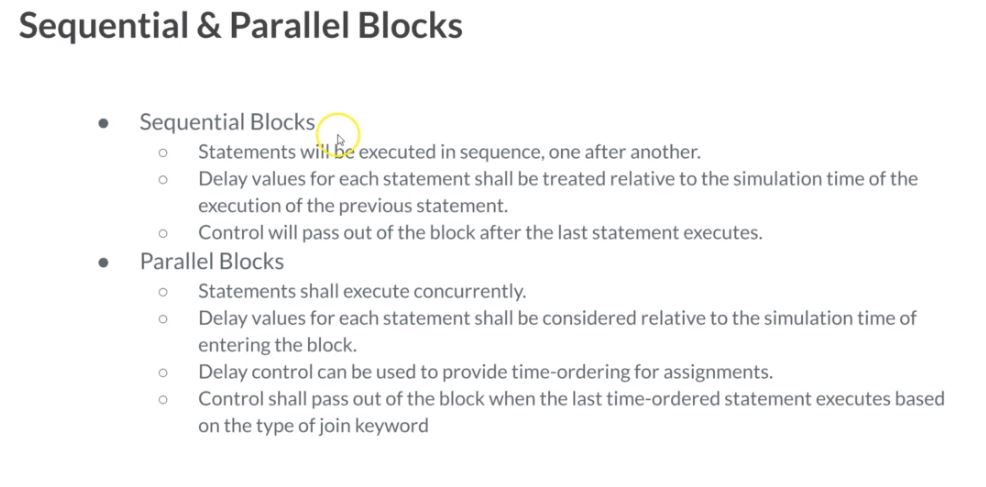 Sequential & Parallel Blocks
● Sequential Blocks
○ Statements will be executed in sequence, one after another.
○ Delay values for each statement shall be treated relative to the simulation time of the
execution of the previous statement.
○ Control will pass out of the block after the last statement executes.
● Parallel Blocks
○ Statements shall execute concurrently.
○ Delay values for each statement shall be considered relative to the simulation time of
entering the block.
○ Delay control can be used to provide time-ordering for assignments.
○ Control shall pass out of the block when the last time-ordered statement executes based
on the type of join keyword